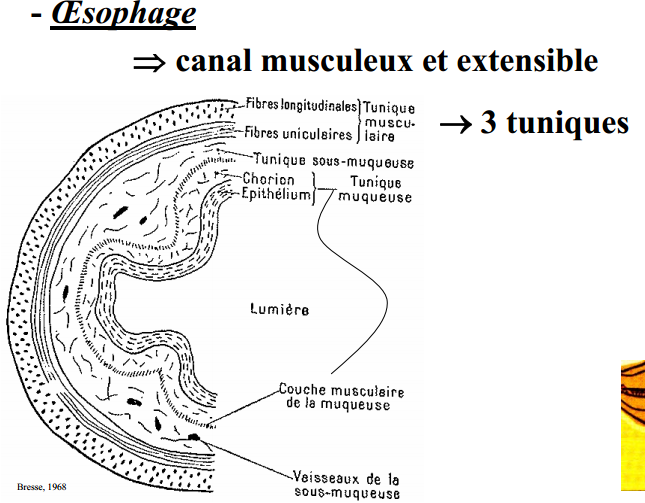 - Œsophage
⇒ canal musculeux et extensible
→ 3 tuniques
Fibres longitudinales
Fibres uniculaires
Tunique
muscu-
laire
Tunique sous-muqueuse
Chorion
Epithélium
Tunique
muqueuse
Lumière
Couche musculaire
de la muqueuse
Vaisseaux de la
sous-muqueuse
Bresse, 1968